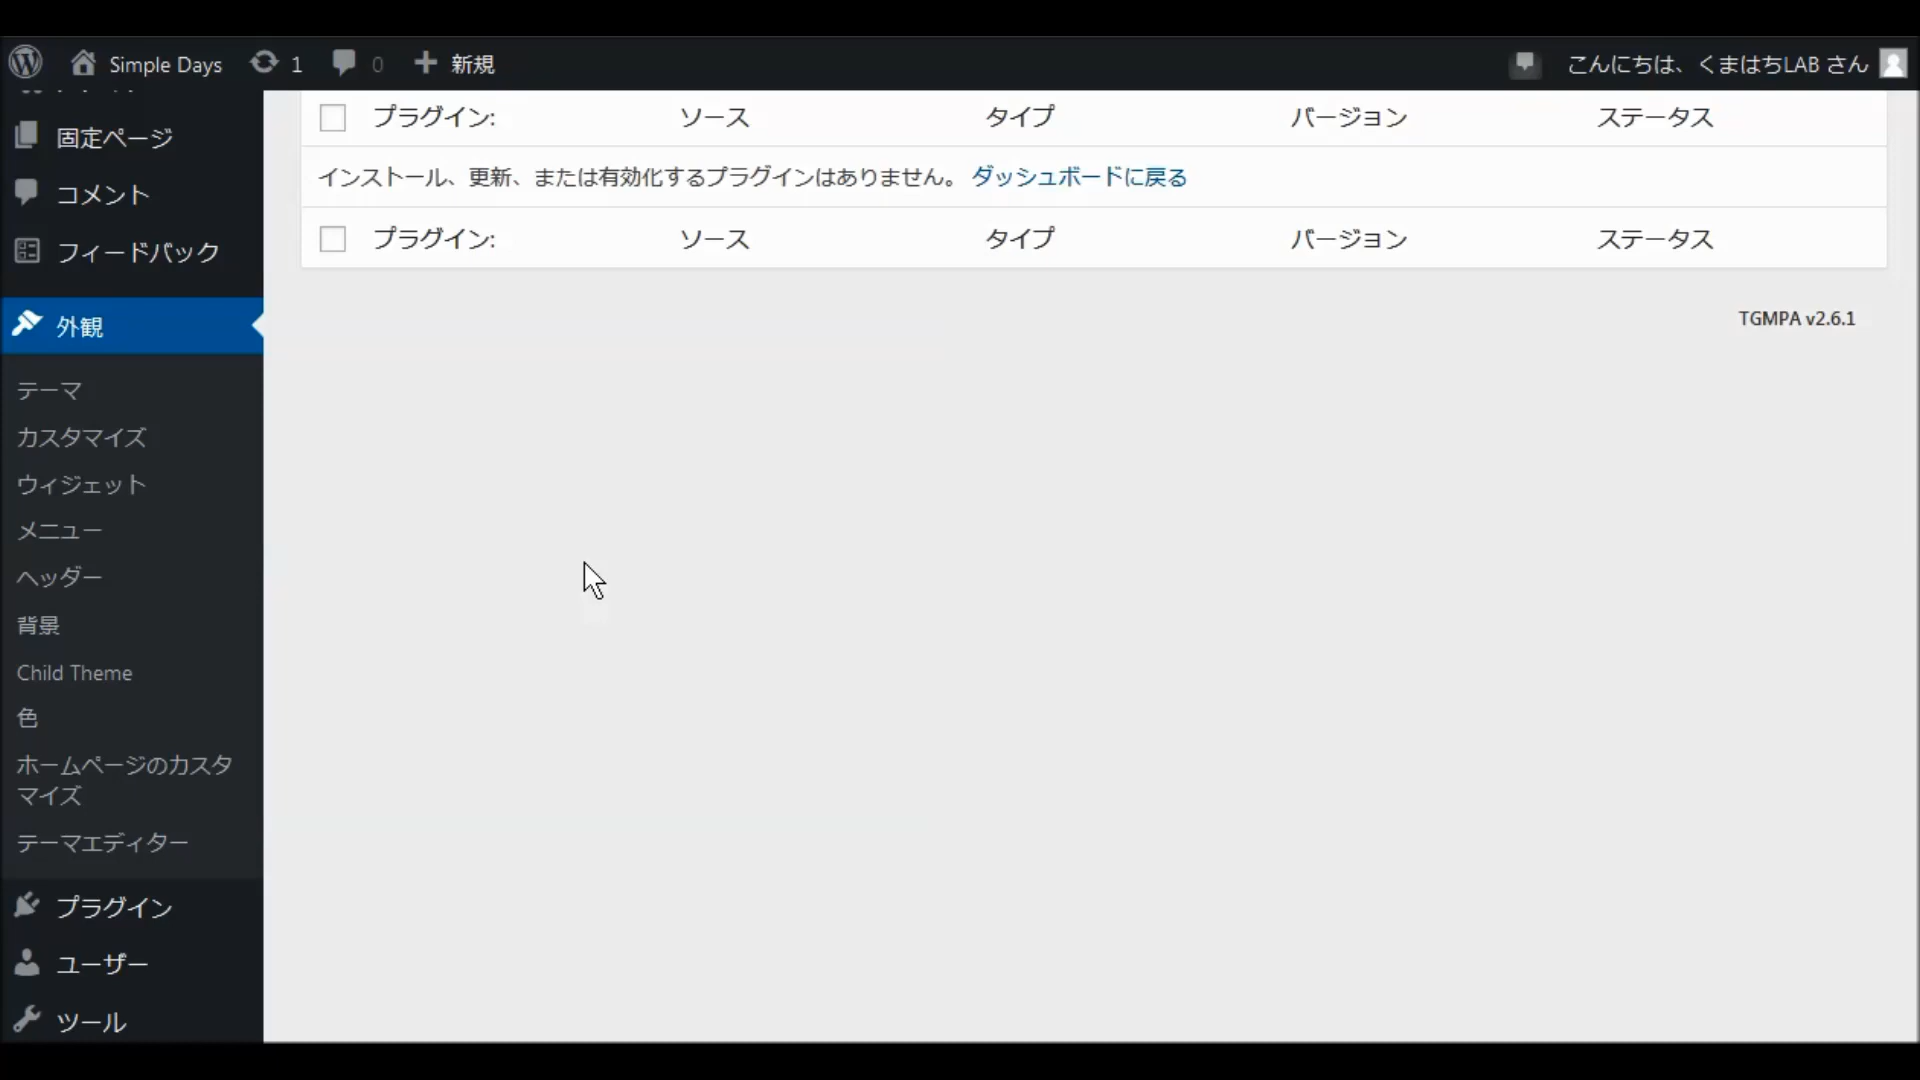 Simple Days 1 0 新規 こんにちは、くまはちLAB さん
固定ページ
コメント
フィードバック
外観
テーマ
カスタマイズ
ウィジェット
メニュー
ヘッダー
背景
Child Theme
色
ホームページのカスタ
マイズ
テーマエディター
プラグイン
ユーザー
ツール
プラグイン: ソース タイプ バージョン ステータス
インストール、更新、または有効化するプラグインはありません。 ダッシュボードに戻る
プラグイン: ソース タイプ バージョン ステータス
TGMPA v2.6.1